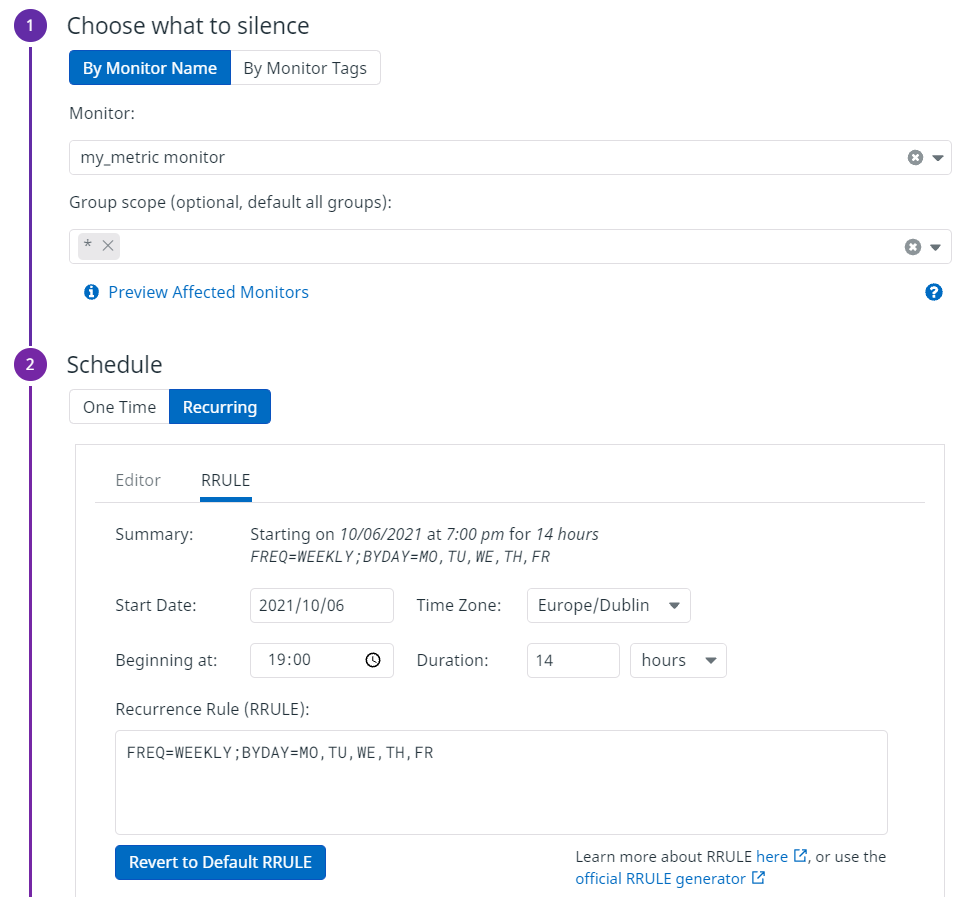 1
Choose what to silence
By Monitor Name By Monitor Tags
Monitor:
my_metric monitor
Group scope (optional, default all groups):
*
Preview Affected Monitors
2
Schedule
One Time Recurring
Editor RRULE
Summary: Starting on 10/06/2021 at 7:00 pm for 14 hours
FREQ=WEEKLY;BYDAY=MO,TU,WE,TH,FR
Start Date: 2021/10/06 Time Zone: Europe/Dublin
Beginning at: 19:00 Duration: 14 hours
Recurrence Rule (RRULE):
FREQ=WEEKLY;BYDAY=MO,TU,WE,TH,FR
Revert to Default RRULE
Learn more about RRULE here, or use the
official RRULE generator